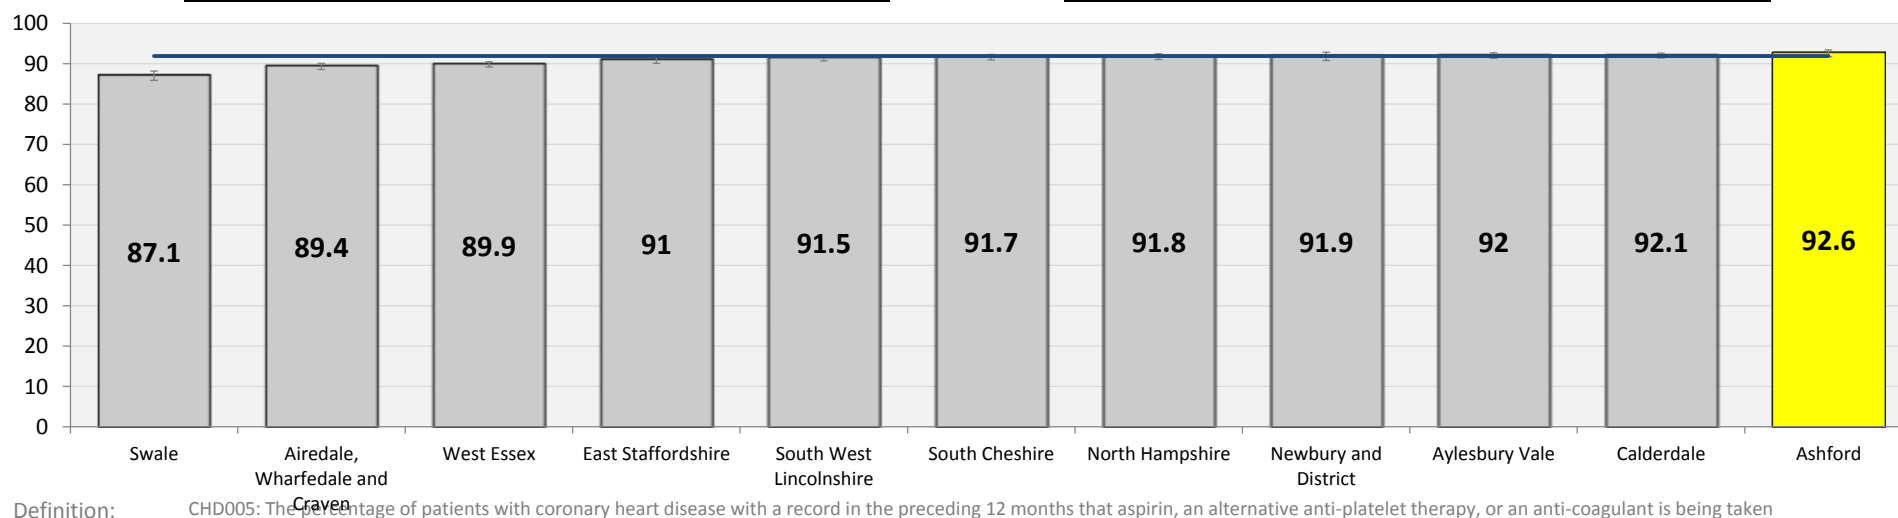 100
90
80
70
60
50
40
30
20
10
0
87.1
89.4
89.9
91
91.5
91.7
91.8
91.9
92
92.1
92.6
Swale
Airedale,
Wharfedale and
Craven
West Essex
East Staffordshire
South West
Lincolnshire
South Cheshire
North Hampshire
Newbury and
District
Aylesbury Vale
Calderdale
Ashford
Definition: CHD005: The percentage of patients with coronary heart disease with a record in the preceding 12 months that aspirin, an alternative anti-platelet therapy, or an anti-coagulant is being taken